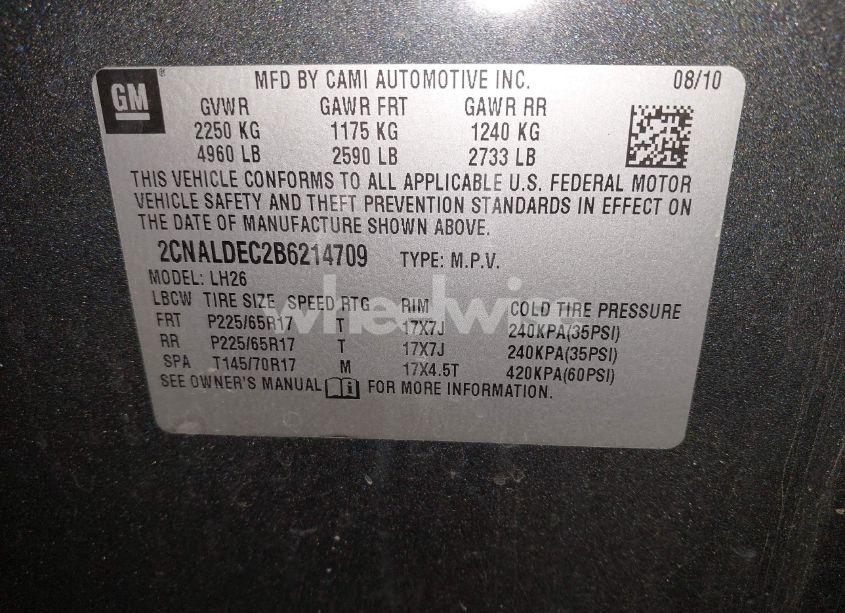 GM
MFD BY CAMI AUTOMOTIVE INC. 08/10
GVWR GAWR FRT GAWR RR
2250 KG 1175 KG 1240 KG
4960 LB 2590 LB 2733 LB
THIS VEHICLE CONFORMS TO ALL APPLICABLE U.S. FEDERAL MOTOR
VEHICLE SAFETY AND THEFT PREVENTION STANDARDS IN EFFECT ON
THE DATE OF MANUFACTURE SHOWN ABOVE.
2CNALDEC2B6214709 TYPE: M.P.V.
MODEL: LH26
LBCW TIRE SIZE SPEED RTG RIM COLD TIRE PRESSURE
FRT P225/65R17 T 17X7J 240KPA(35PSI)
RR P225/65R17 T 17X7J 240KPA(35PSI)
SPA T145/70R17 M 17X4.5T 420KPA(60PSI)
SEE OWNER'S MANUAL FOR MORE INFORMATION.